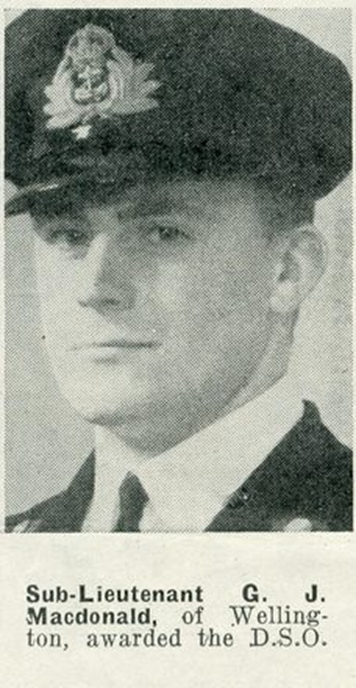 Sub-Lieutenant G. J.
Macdonald, of Welling-
ton, awarded the D.S.O.